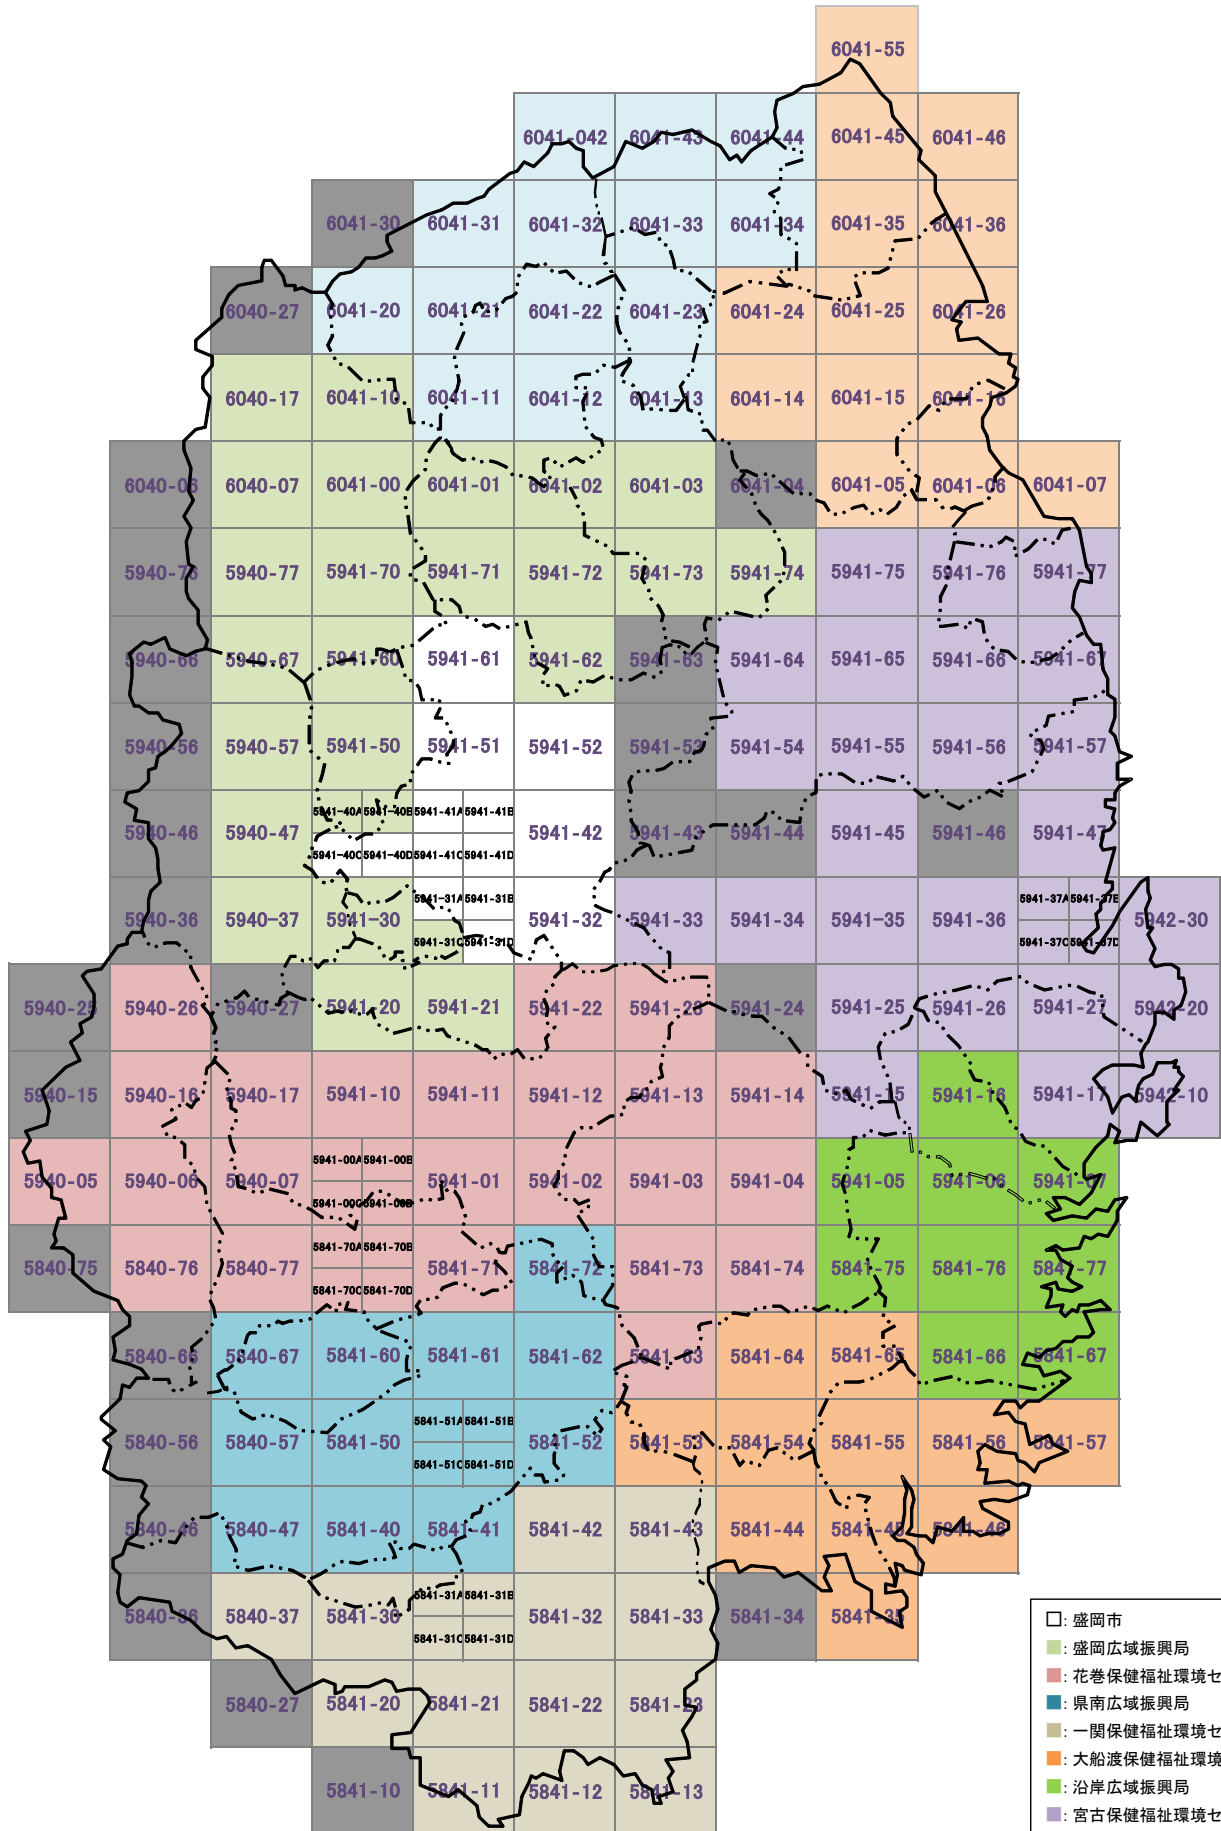 6041-55
6041-042 6041-43 6041-44 6041-45 6041-46
6041-30 6041-31 6041-32 6041-33 6041-34 6041-35 6041-36
6040-27 6041-20 6041-21 6041-22 6041-23 6041-24 6041-25 6041-26
6040-17 6041-10 6041-11 6041-12 6041-13 6041-14 6041-15 6041-16
6040-06 6040-07 6041-00 6041-01 6041-02 6041-03 6041-04 6041-05 6041-06 6041-07
5940-76 5940-77 5941-70 5941-71 5941-72 5941-73 5941-74 5941-75 5941-76 5941-77
5940-66 5940-67 5941-60 5941-61 5941-62 5941-63 5941-64 5941-65 5941-66 5941-67
5940-56 5940-57 5941-50 5941-51 5941-52 5941-53 5941-54 5941-55 5941-56 5941-57
5941-40A 5941-40B 5941-41A 5941-41B
5940-46 5940-47 5941-42 5941-43 5941-44 5941-45 5941-46 5941-47
5941-40C 5941-40D 5941-41C 5941-41D
5941-31A 5941-31B 5941-37A 5941-37B
5940-36 5940-37 5941-30 5941-32 5941-33 5941-34 5941-35 5941-36 5942-30
5941-31C 5941-31D 5941-37C 5941-37D
5940-25 5940-26 5940-27 5941-20 5941-21 5941-22 5941-23 5941-24 5941-25 5941-26 5941-27 5942-20
5940-15 5940-16 5940-17 5941-10 5941-11 5941-12 5941-13 5941-14 5941-15 5941-16 5941-17 5942-10
5941-00A 5941-00B
5940-05 5940-06 5940-07 5941-01 5941-02 5941-03 5941-04 5941-05 5941-06 5941-07
5941-00C 5941-00D
5841-70A 5841-70B
5840-75 5840-76 5840-77 5841-71 5841-72 5841-73 5841-74 5841-75 5841-76 5841-77
5841-70C 5841-70D
5840-66 5840-67 5841-60 5841-61 5841-62 5841-63 5841-64 5841-65 5841-66 5841-67
5841-51A 5841-51B
5840-56 5840-57 5841-50 5841-52 5841-53 5841-54 5841-55 5841-56 5841-57
5841-51C 5841-51D
5840-46 5840-47 5841-40 5841-41 5841-42 5841-43 5841-44 5841-45 5841-46
5841-31A 5841-31B
5840-36 5840-37 5841-30 5841-32 5841-33 5841-34 5841-35
5841-31C 5841-31D
5840-27 5841-20 5841-21 5841-22 5841-23
5841-10 5841-11 5841-12 5841-13
: 盛岡市
: 盛岡広域振興局
: 花巻保健福祉環境セ
: 県南広域振興局
: 一関保健福祉環境セ
: 大船渡保健福祉環境
: 沿岸広域振興局
: 宮古保健福祉環境セ